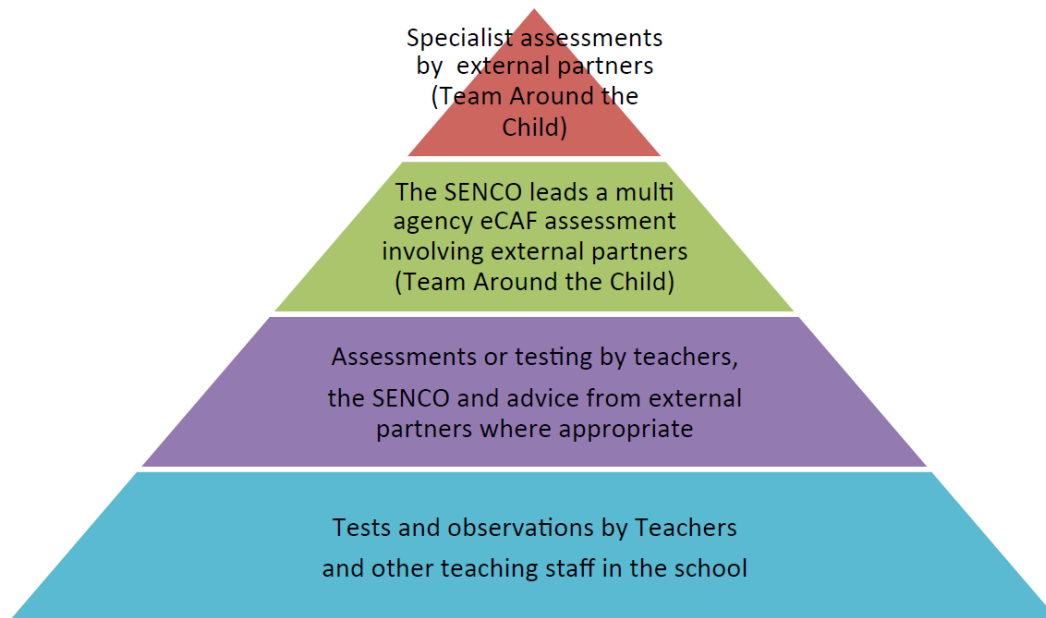 Specialist assessments
by external partners
(Team Around the
Child)
The SENCO leads a multi
agency eCAF assessment
involving external partners
(Team Around the Child)
Assessments or testing by teachers,
the SENCO and advice from external
partners where appropriate
Tests and observations by Teachers
and other teaching staff in the school